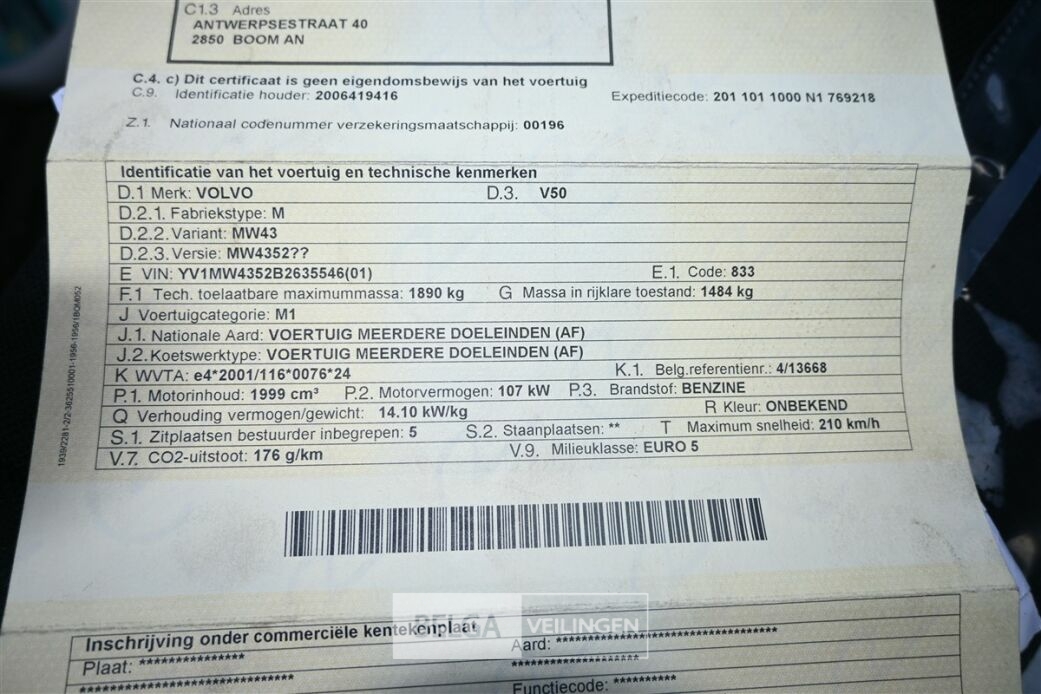 C1.3 Adres
ANTWERPSESTRAAT 40
2850 BOOM AN
C.4. c) Dit certificaat is geen eigendomsbewijs van het voertuig
C.9. Identificatie houder: 2006419416 Expeditiecode: 201 101 1000 N1 769218
Z.1. Nationaal codenummer verzekeringsmaatschappij: 00196
Identificatie van het voertuig en technische kenmerken
D.1 Merk: VOLVO D.3. V50
D.2.1. Fabriekstype: M
D.2.2. Variant: MW43
D.2.3. Versie: MW4352??
E VIN: YV1MW4352B2635546(01) E.1. Code: 833
F.1 Tech. toelaatbare maximummassa: 1890 kg G Massa in rijklare toestand: 1484 kg
J Voertuigcategorie: M1
J.1. Nationale Aard: VOERTUIG MEERDERE DOELEINDEN (AF)
J.2. Koetswerktype: VOERTUIG MEERDERE DOELEINDEN (AF)
K WVTA: e4*2001/116*0076*24 K.1. Belg.referentienr.: 4/13668
P.1. Motorinhoud: 1999 cm³ P.2. Motorvermogen: 107 kW P.3. Brandstof: BENZINE
Q Verhouding vermogen/gewicht: 14.10 kW/kg R Kleur: ONBEKEND
S.1. Zitplaatsen bestuurder inbegrepen: 5 S.2. Staanplaatsen: ** T Maximum snelheid: 210 km/h
V.7. CO2-uitstoot: 176 g/km V.9. Milieuklasse: EURO 5
BELGA VEILINGEN
Inschrijving onder commerciële kentekenplaat
Plaat: *************** Aard: ******************************
Functiecode: **********